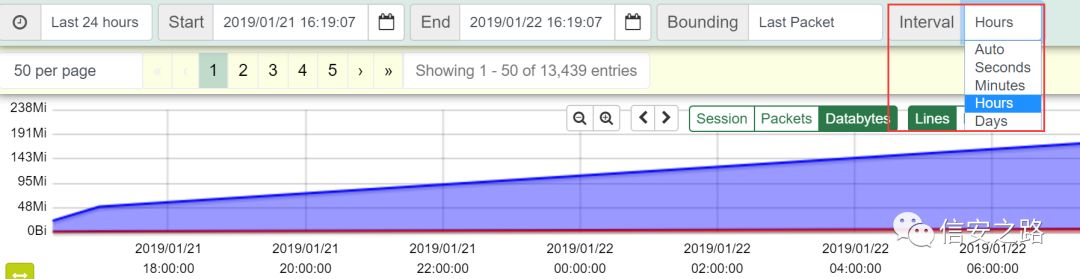 Last 24 hours Start 2019/01/21 16:19:07 End 2019/01/22 16:19:07 Bounding Last Packet Interval Hours
Auto
Seconds
Minutes
Hours
Days
50 per page « ‹ 1 2 3 4 5 › » Showing 1 - 50 of 13,439 entries
Session Packets Databytes Lines
238Mi
191Mi
143Mi
95Mi
48Mi
0Bi
2019/01/21 2019/01/21 2019/01/21 2019/01/22 2019/01/22 2019/01/22 2019/01/22
18:00:00 20:00:00 22:00:00 00:00:00 02:00:00 04:00:00 06:00:00
信安之路